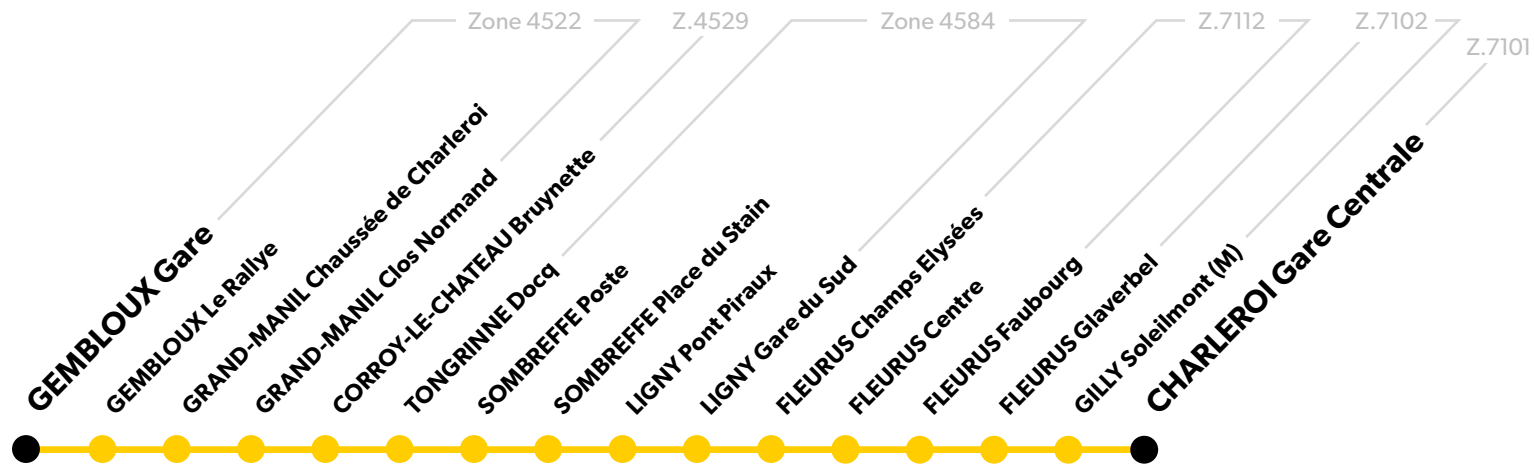 Zone 4522
Z.4529
Zone 4584
Z.7112
Z.7102
Z.7101
GEMBLOUX Gare
GEMBLOUX Le Rallye
GRAND-MANIL Chaussée de Charleroi
GRAND-MANIL Clos Normand
CORROY-LE-CHATEAU Bruynette
TONGRINNE Docq
SOMBREFFE Poste
SOMBREFFE Place du Stain
LIGNY Pont Piraux
LIGNY Gare du Sud
FLEURUS Champs Elysées
FLEURUS Centre
FLEURUS Faubourg
FLEURUS Glaverbel
GILLY Soleilmont (M)
CHARLEROI Gare Centrale